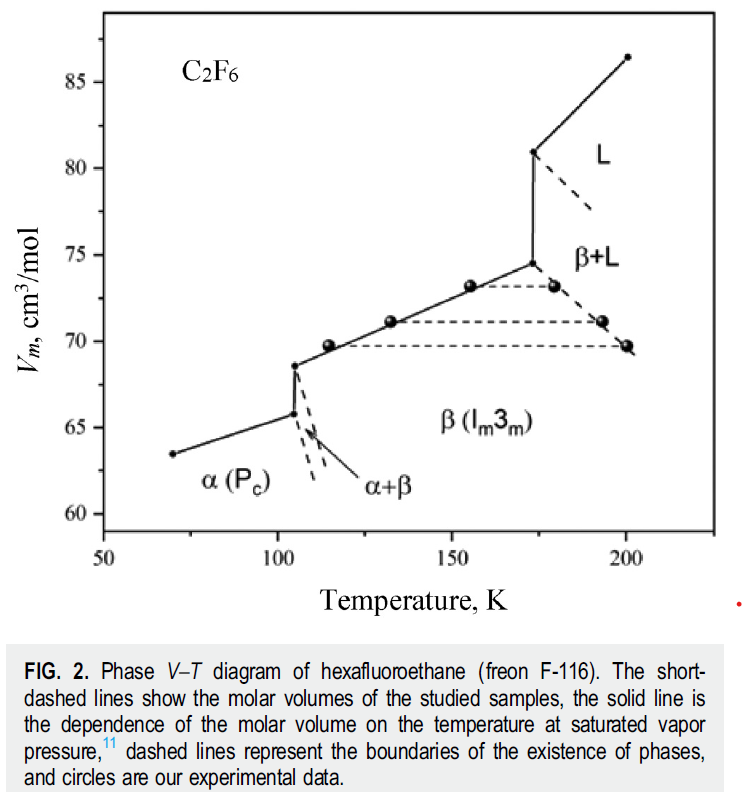 C₂F₆
85
80
75
70
65
60
Vm, cm³/mol
L
β+L
β (Im3m)
α (Pc)
α+β
50
100
150
200
Temperature, K
FIG. 2. Phase V–T diagram of hexafluoroethane (freon F-116). The short-
dashed lines show the molar volumes of the studied samples, the solid line is
the dependence of the molar volume on the temperature at saturated vapor
pressure,¹¹ dashed lines represent the boundaries of the existence of phases,
and circles are our experimental data.